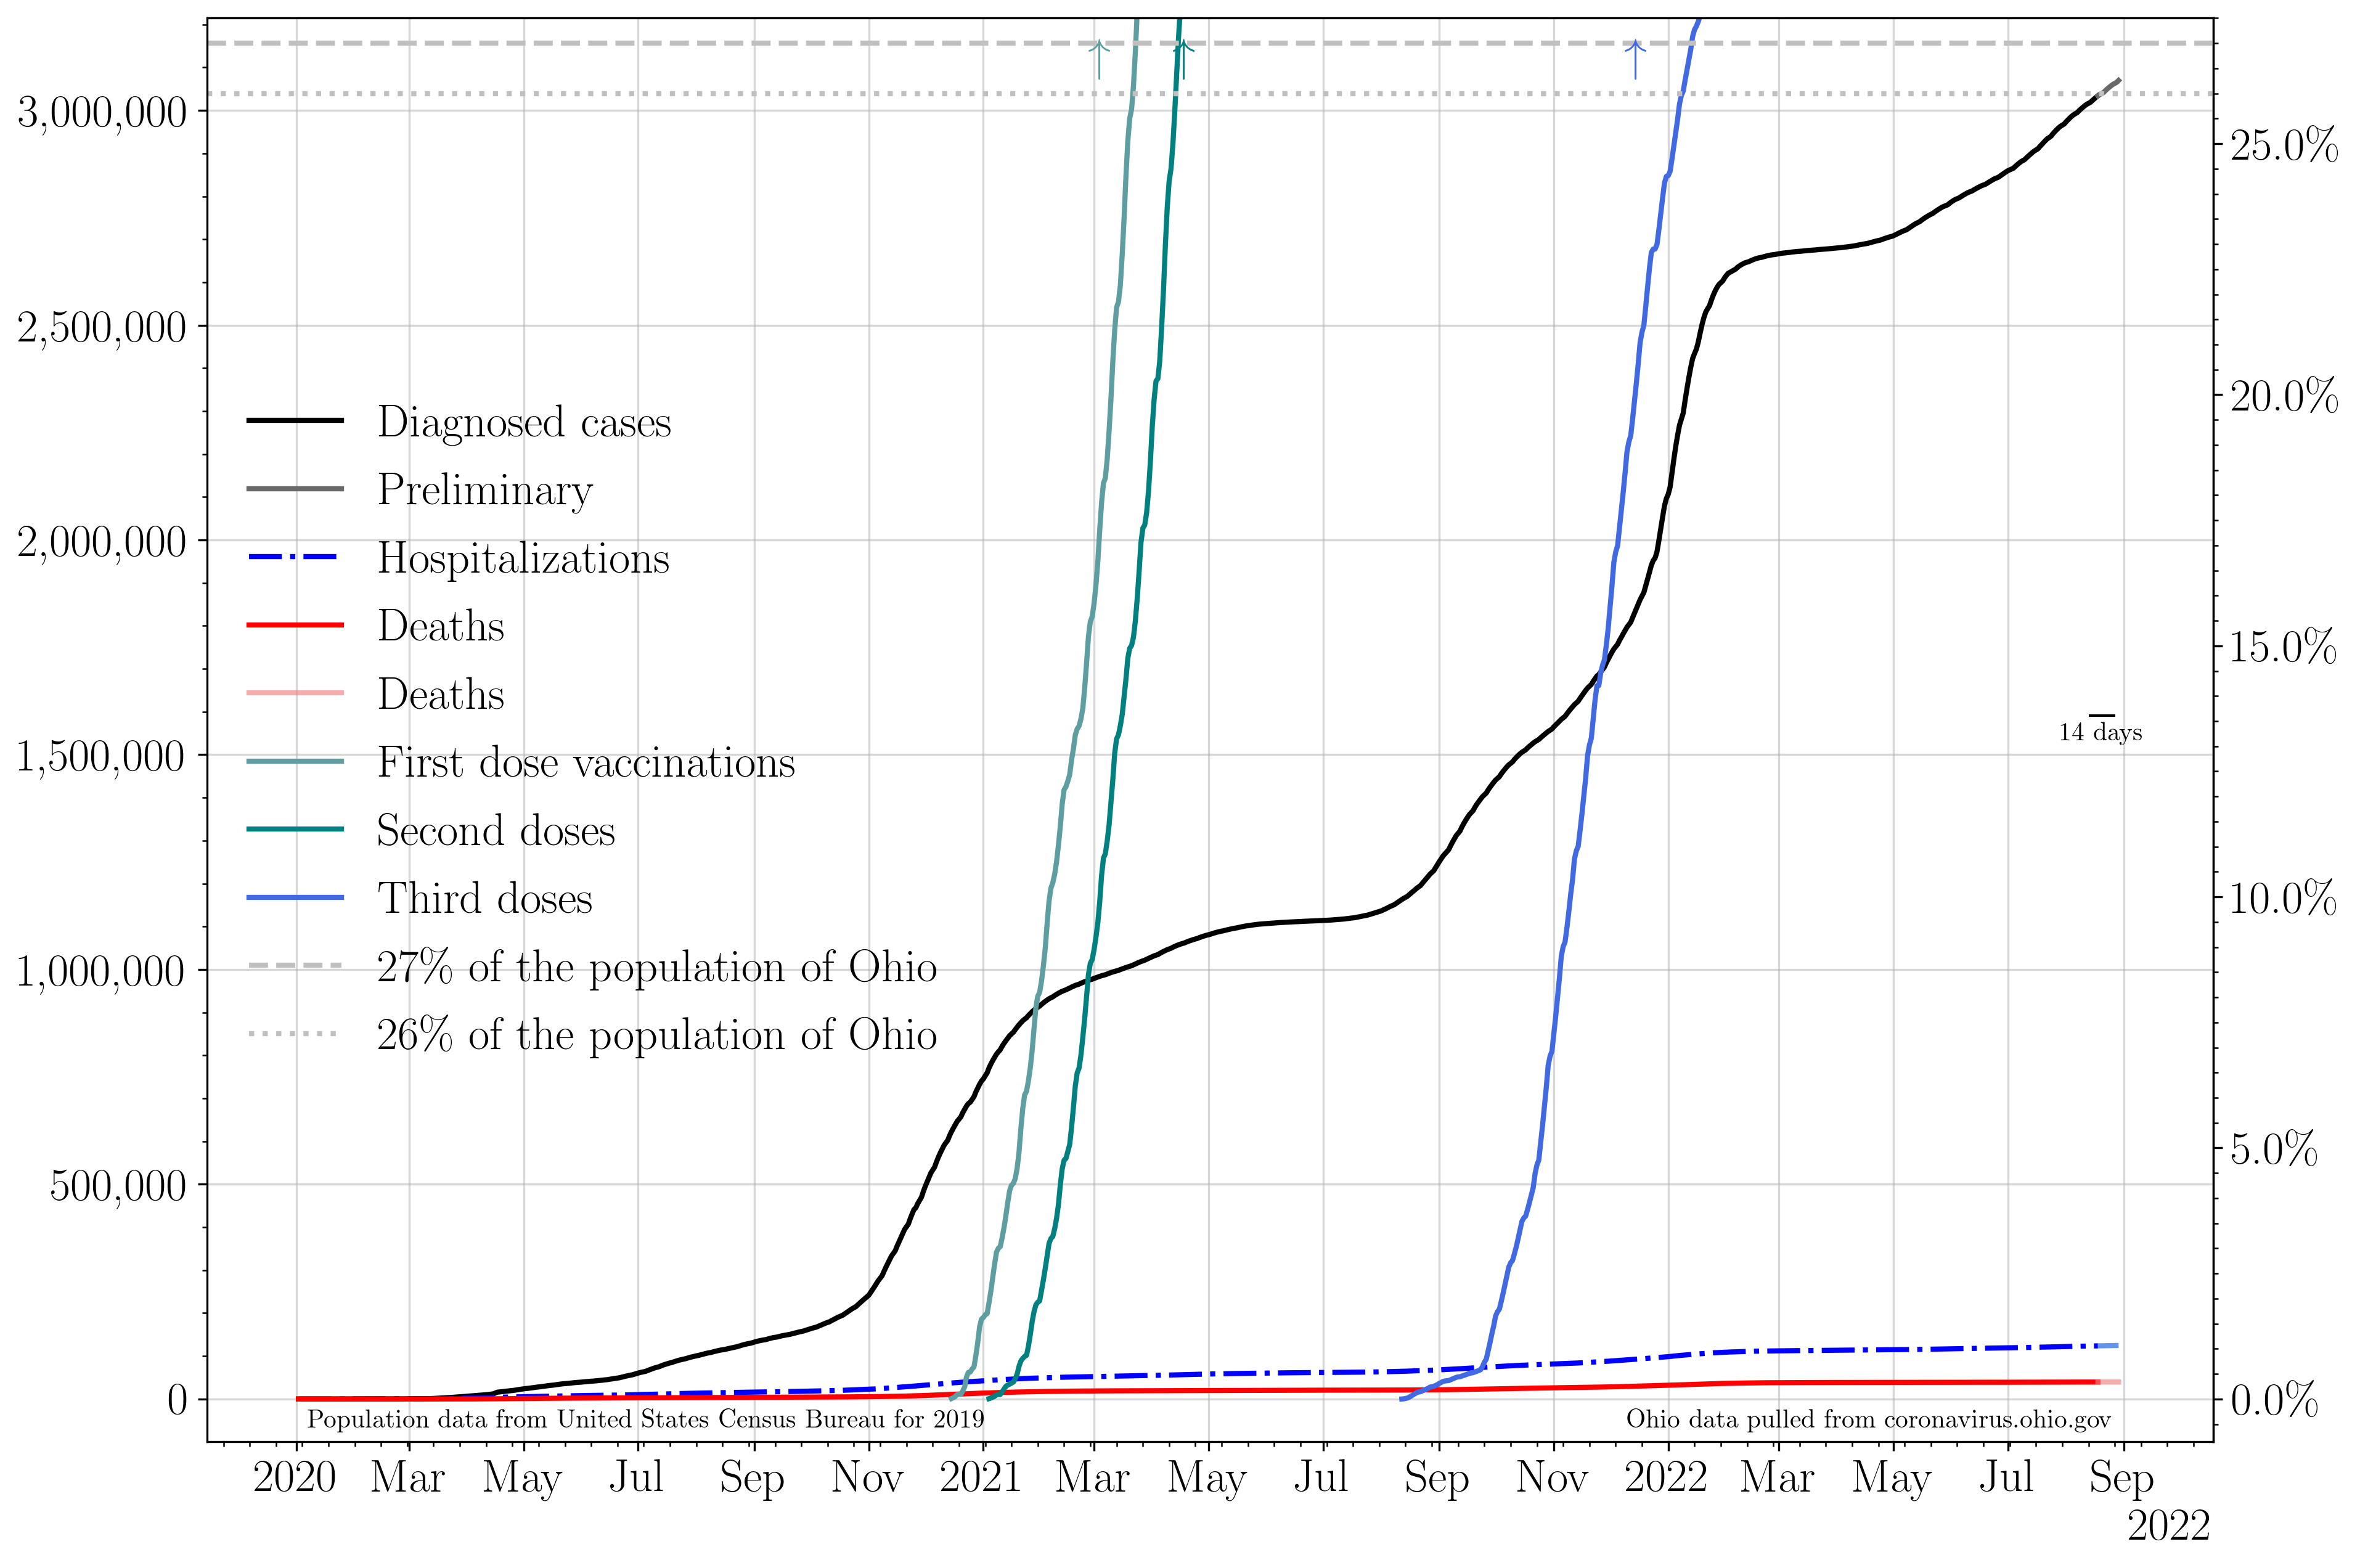 3,000,000
2,500,000
2,000,000
1,500,000
1,000,000
500,000
0
25.0%
20.0%
15.0%
10.0%
5.0%
0.0%
Diagnosed cases
Preliminary
Hospitalizations
Deaths
Deaths
First dose vaccinations
Second doses
Third doses
27% of the population of Ohio
26% of the population of Ohio
14 days
Population data from United States Census Bureau for 2019
Ohio data pulled from coronavirus.ohio.gov
2020 Mar May Jul Sep Nov 2021 Mar May Jul Sep Nov 2022 Mar May Jul Sep
2022